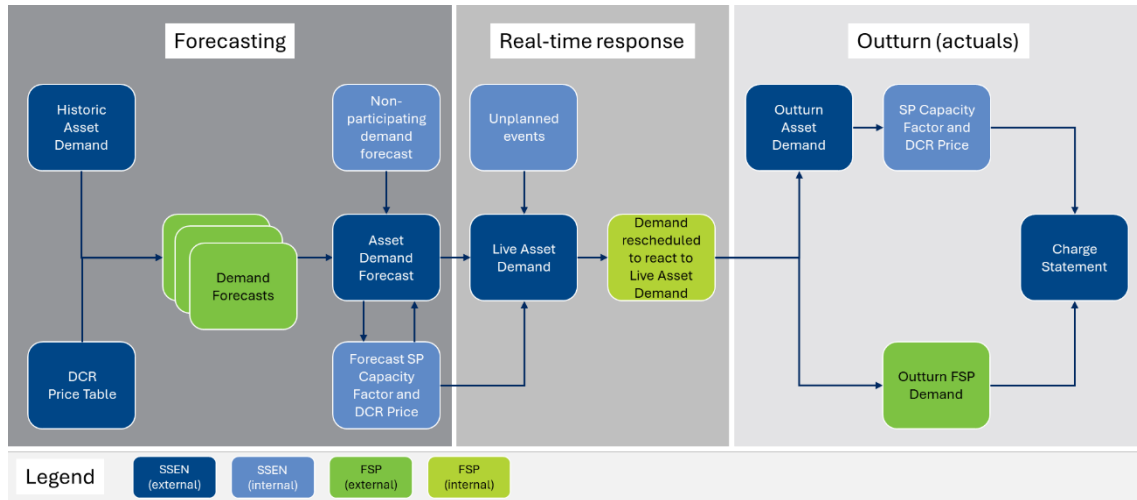 Forecasting
Real-time response
Outturn (actuals)
Historic
Asset
Demand
Non-
participating
demand
forecast
Unplanned
events
Outturn
Asset
Demand
SP Capacity
Factor and
DCR Price
Demand
Forecasts
Asset
Demand
Forecast
Live Asset
Demand
Demand
rescheduled
to react to
Live Asset
Demand
Charge
Statement
DCR
Price Table
Forecast SP
Capacity
Factor and
DCR Price
Outturn FSP
Demand
Legend
SSEN
(external)
SSEN
(internal)
FSP
(external)
FSP
(internal)